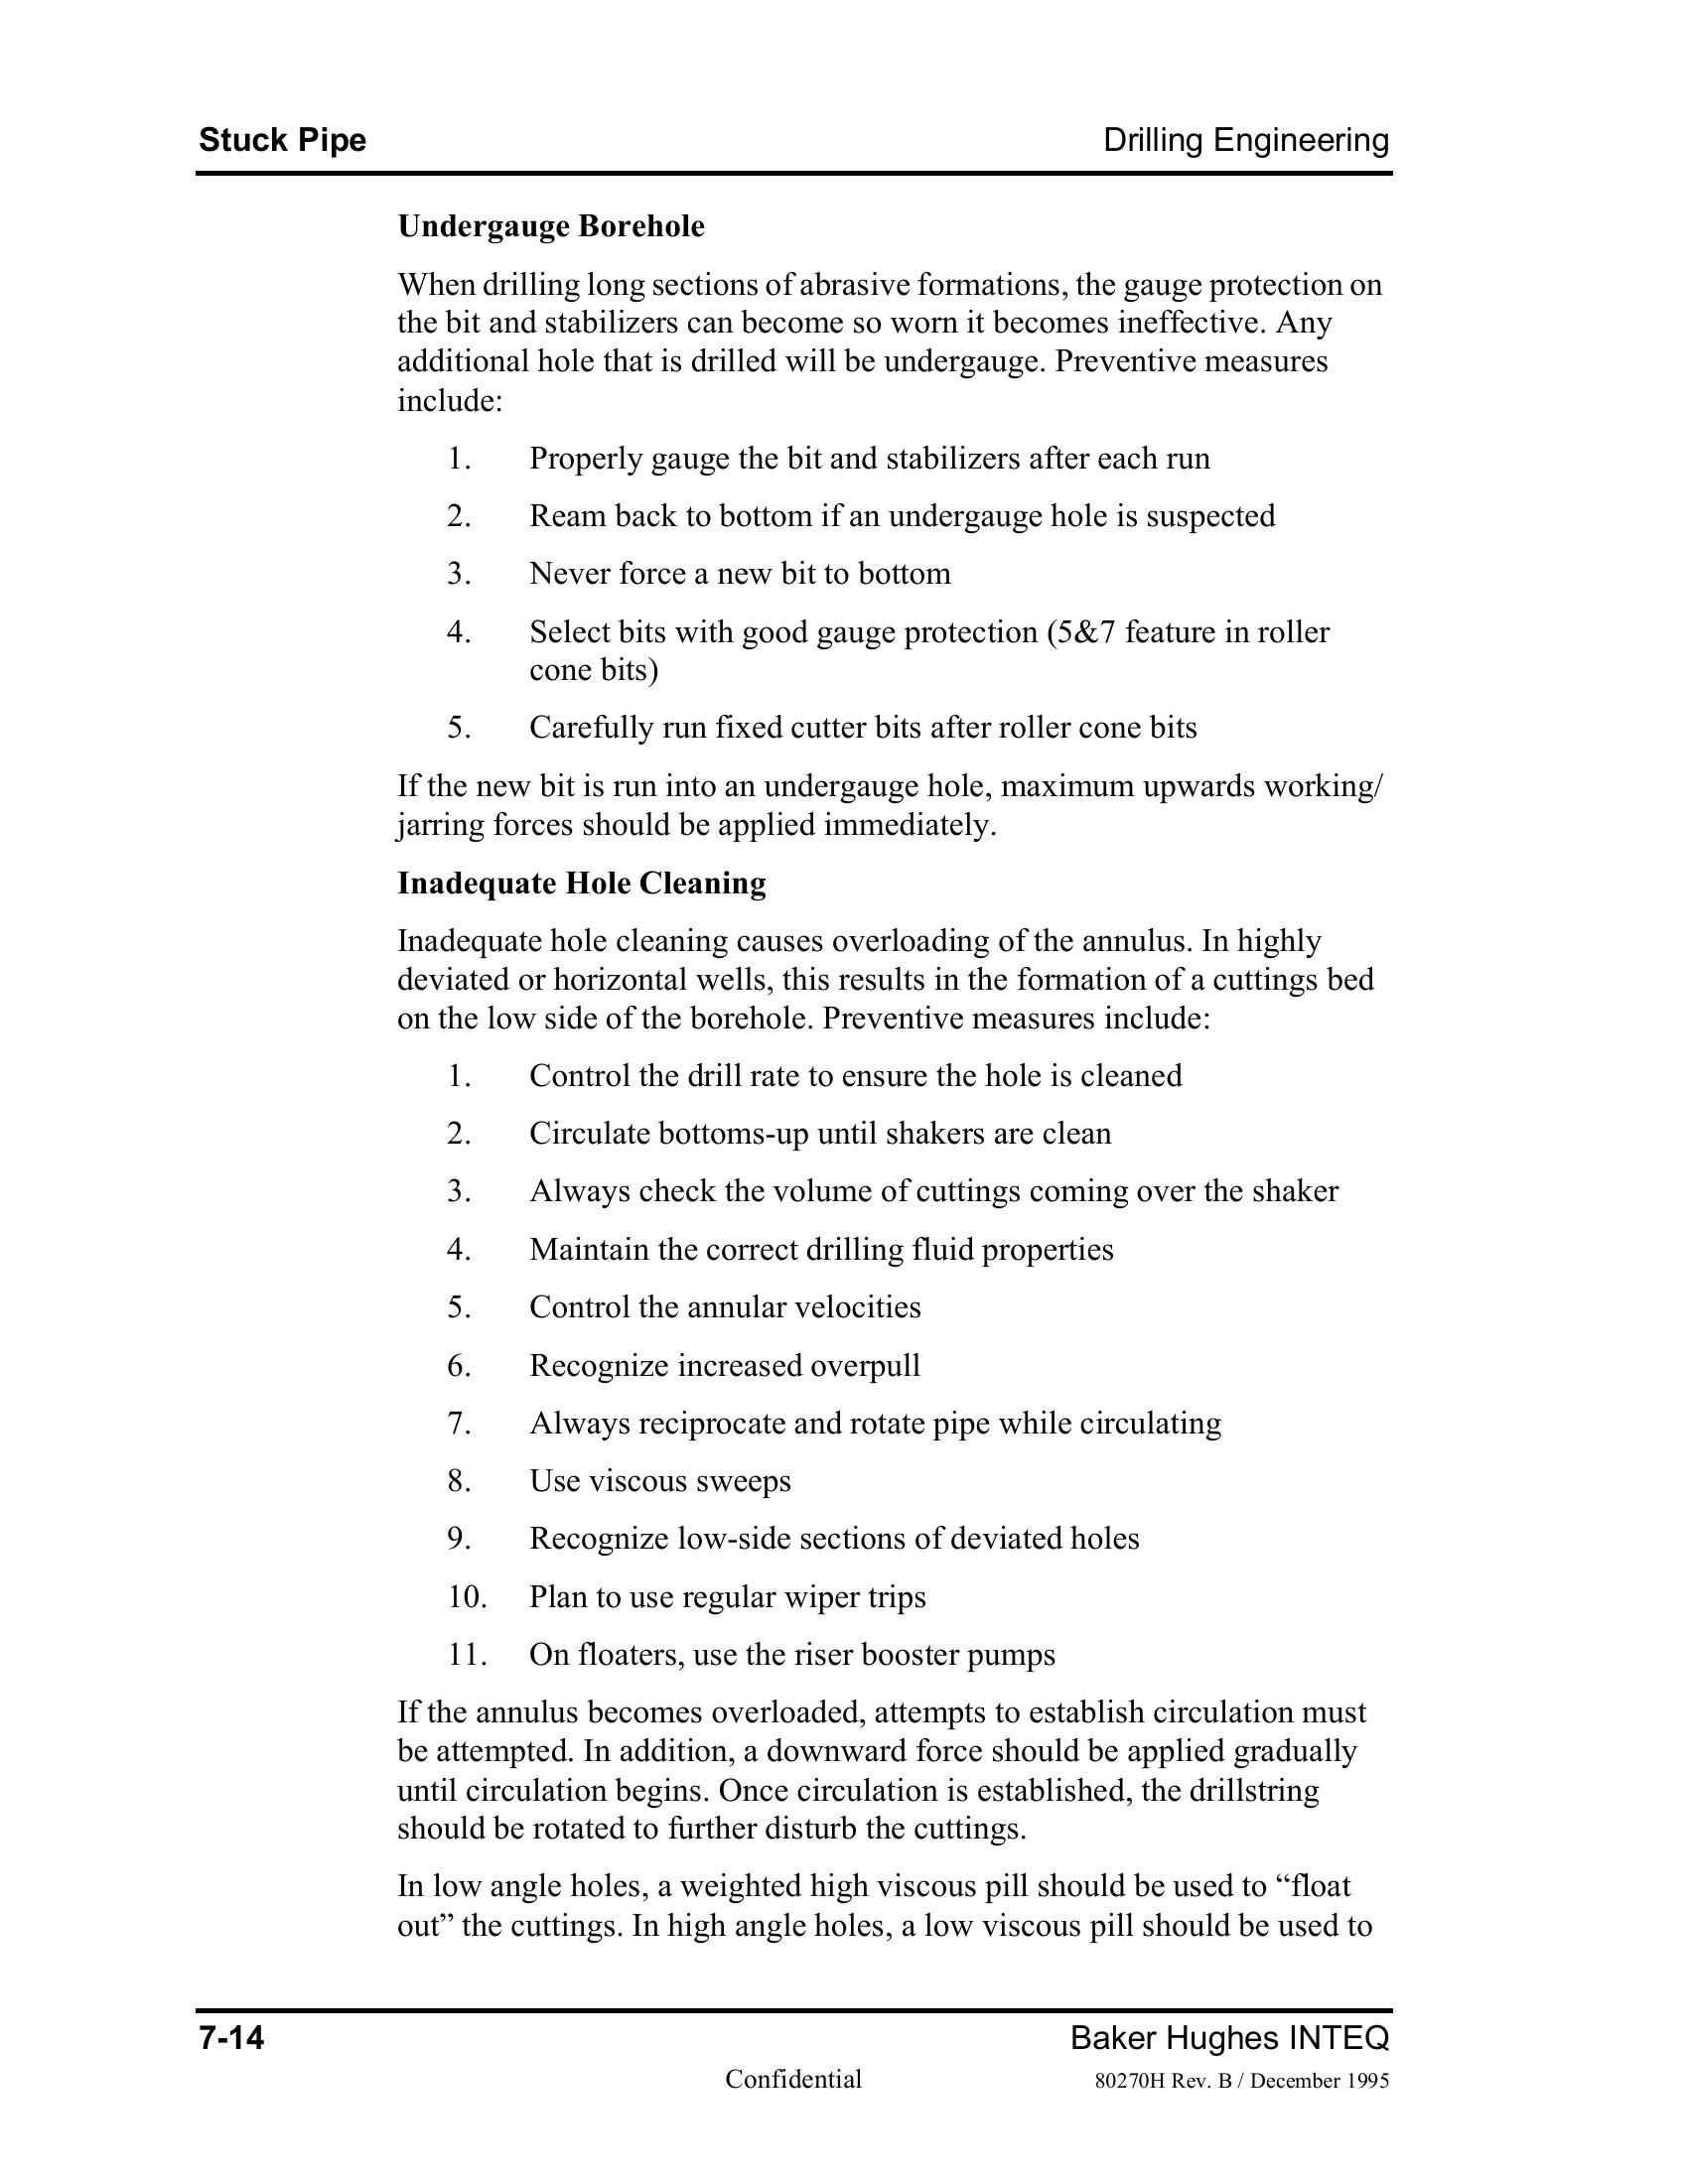 Stuck Pipe Drilling Engineering
Undergauge Borehole
When drilling long sections of abrasive formations, the gauge protection on
the bit and stabilizers can become so worn it becomes ineffective. Any
additional hole that is drilled will be undergauge. Preventive measures
include:
1. Properly gauge the bit and stabilizers after each run
2. Ream back to bottom if an undergauge hole is suspected
3. Never force a new bit to bottom
4. Select bits with good gauge protection (5&7 feature in roller
cone bits)
5. Carefully run fixed cutter bits after roller cone bits
If the new bit is run into an undergauge hole, maximum upwards working/
jarring forces should be applied immediately.
Inadequate Hole Cleaning
Inadequate hole cleaning causes overloading of the annulus. In highly
deviated or horizontal wells, this results in the formation of a cuttings bed
on the low side of the borehole. Preventive measures include:
1. Control the drill rate to ensure the hole is cleaned
2. Circulate bottoms-up until shakers are clean
3. Always check the volume of cuttings coming over the shaker
4. Maintain the correct drilling fluid properties
5. Control the annular velocities
6. Recognize increased overpull
7. Always reciprocate and rotate pipe while circulating
8. Use viscous sweeps
9. Recognize low-side sections of deviated holes
10. Plan to use regular wiper trips
11. On floaters, use the riser booster pumps
If the annulus becomes overloaded, attempts to establish circulation must
be attempted. In addition, a downward force should be applied gradually
until circulation begins. Once circulation is established, the drillstring
should be rotated to further disturb the cuttings.
In low angle holes, a weighted high viscous pill should be used to “float
out” the cuttings. In high angle holes, a low viscous pill should be used to
7-14 Baker Hughes INTEQ
Confidential 80270H Rev. B / December 1995